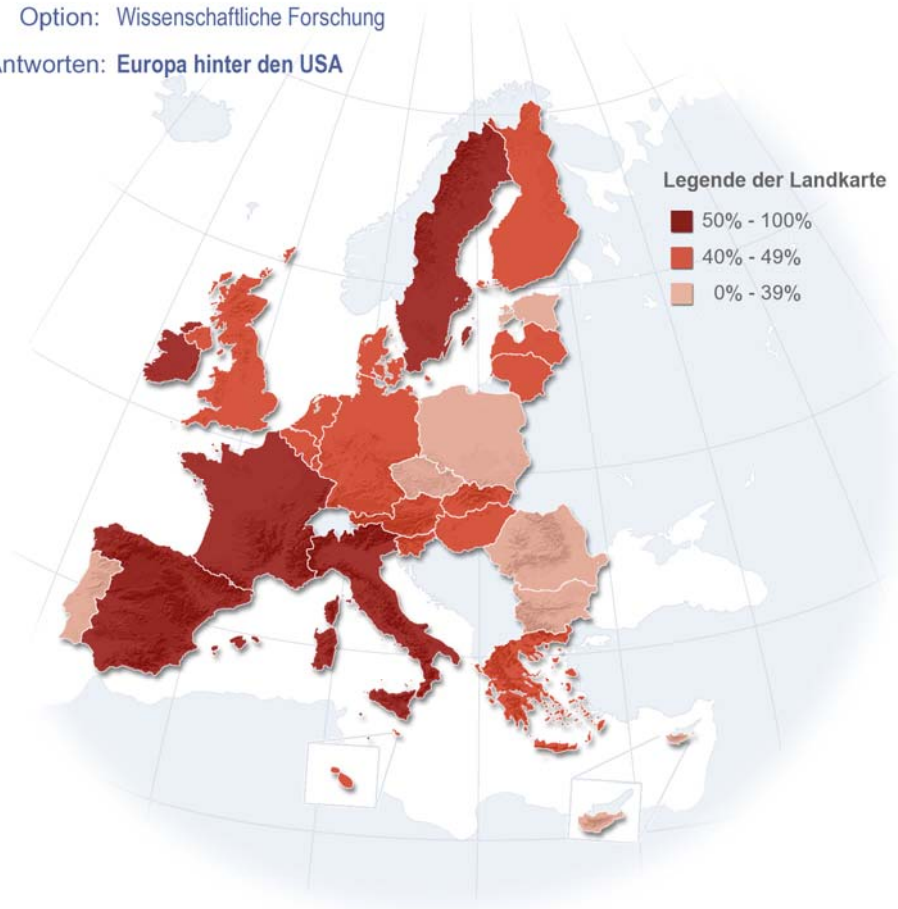 Option: Wissenschaftliche Forschung
ntworten: Europa hinter den USA
Legende der Landkarte
50% - 100%
40% - 49%
0% - 39%